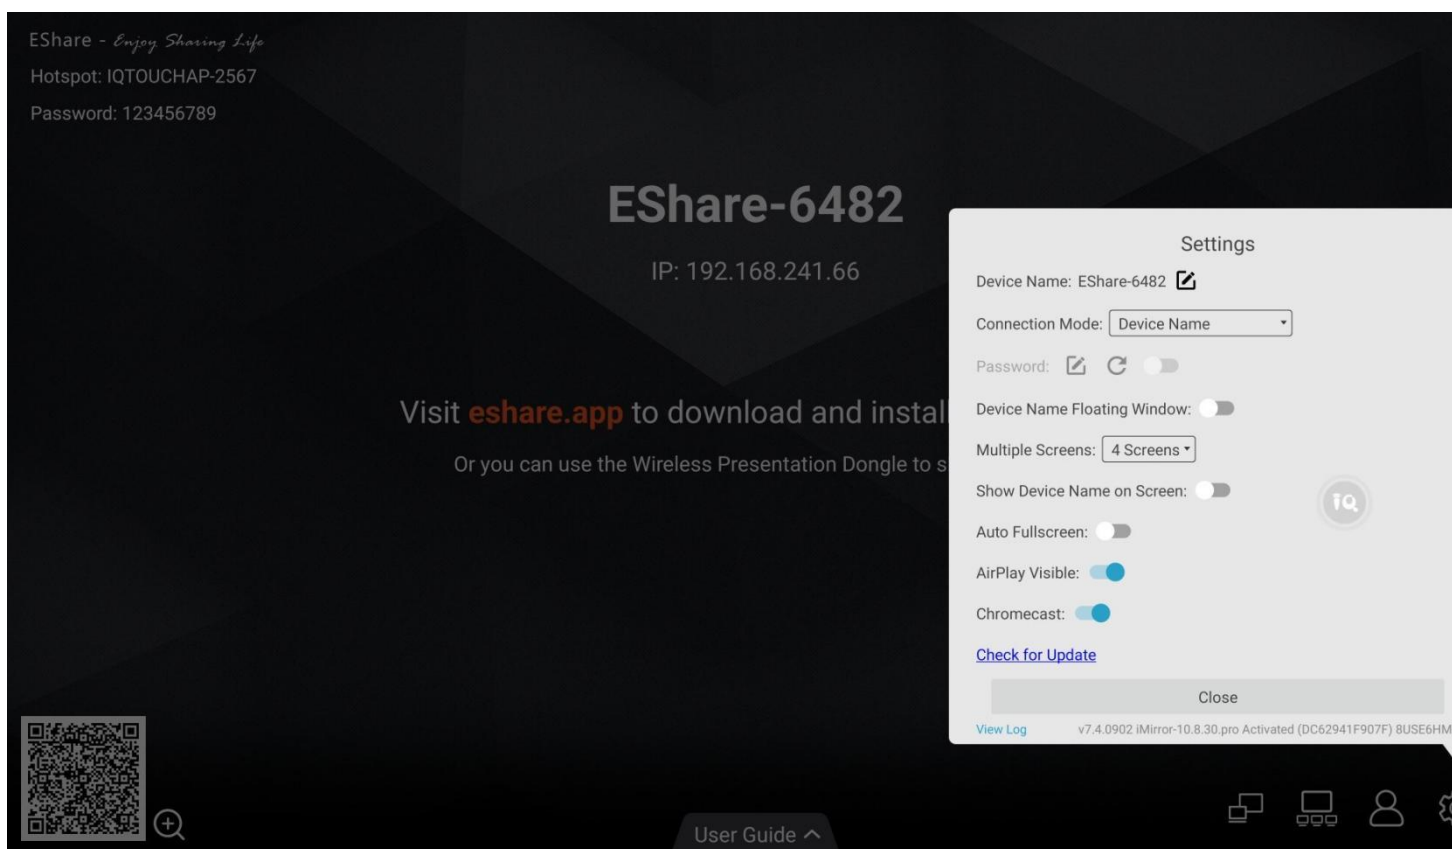 EShare - Enjoy Sharing Life
Hotspot: IQTOUCHAP-2567
Password: 123456789
EShare-6482
IP: 192.168.241.66
Visit eshare.app to download and install
Or you can use the Wireless Presentation Dongle to s
Settings
Device Name: EShare-6482
Connection Mode: Device Name
Password:
Device Name Floating Window:
Multiple Screens: 4 Screens
Show Device Name on Screen:
iQ
Auto Fullscreen:
AirPlay Visible:
Chromecast:
Check for Update
Close
View Log v7.4.0902 iMirror-10.8.30.pro Activated (DC62941F907F) 8USE6HM
User Guide